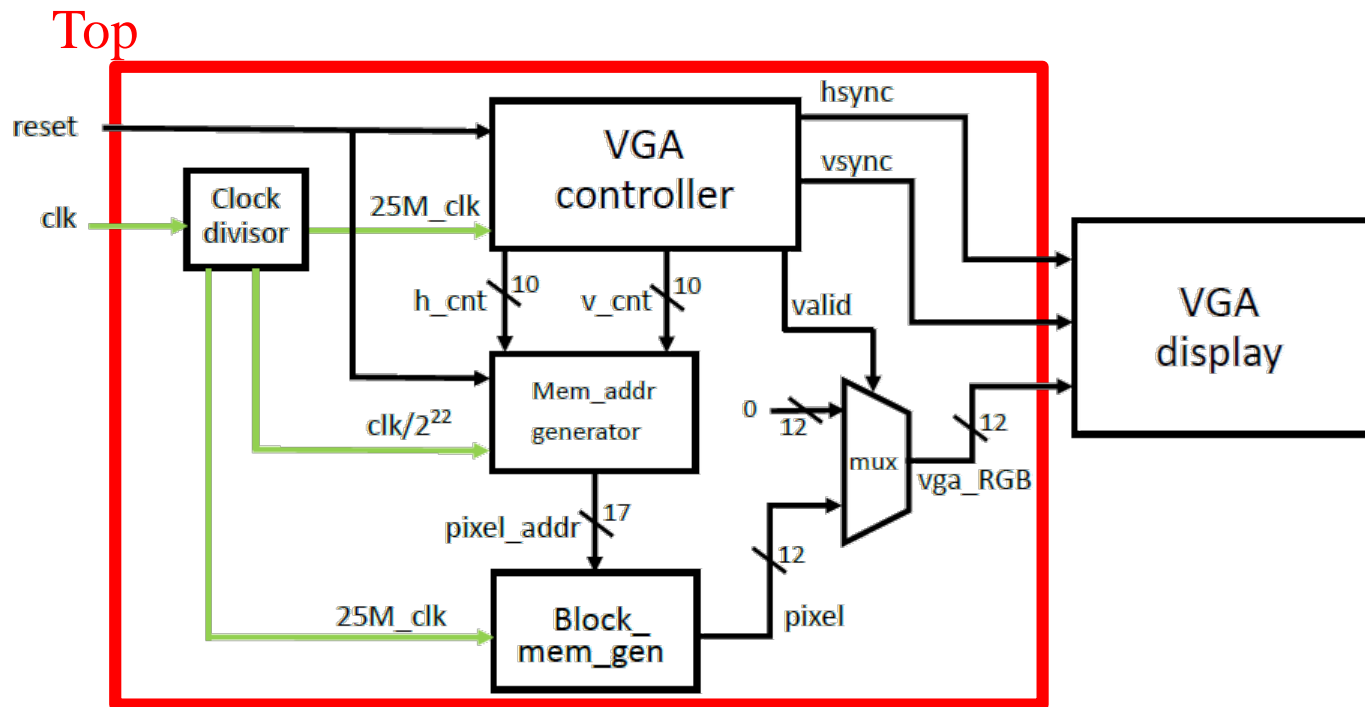 Top
reset
clk
Clock
divisor
25M_clk
VGA
controller
hsync
vsync
h_cnt
10
v_cnt
10
valid
VGA
display
Mem_addr
generator
clk/2²²
0
12
mux
12
vga_RGB
pixel_addr
17
12
pixel
25M_clk
Block_
mem_gen